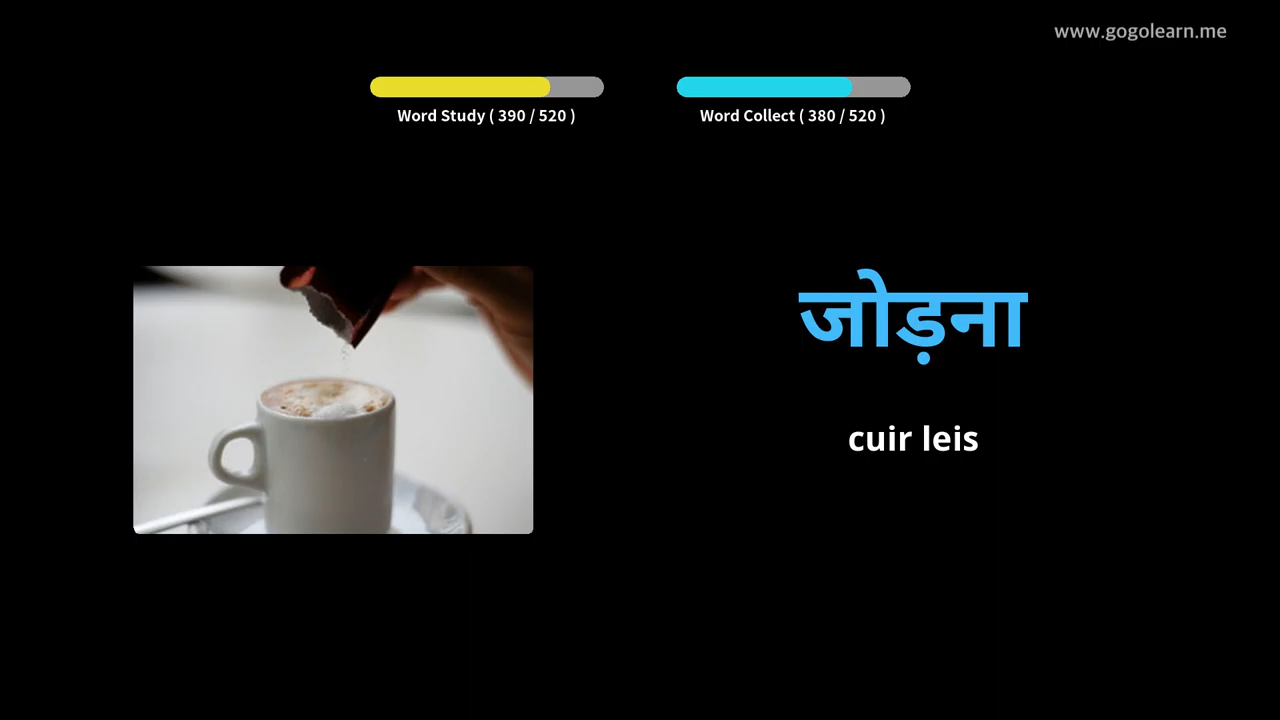 www.gogolearn.me
Word Study ( 390 / 520 )
Word Collect ( 380 / 520 )
जोड़ना
cuir leis